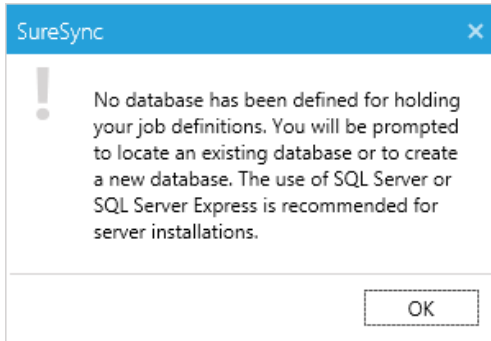 SureSync
No database has been defined for holding
your job definitions. You will be prompted
to locate an existing database or to create
a new database. The use of SQL Server or
SQL Server Express is recommended for
server installations.
OK